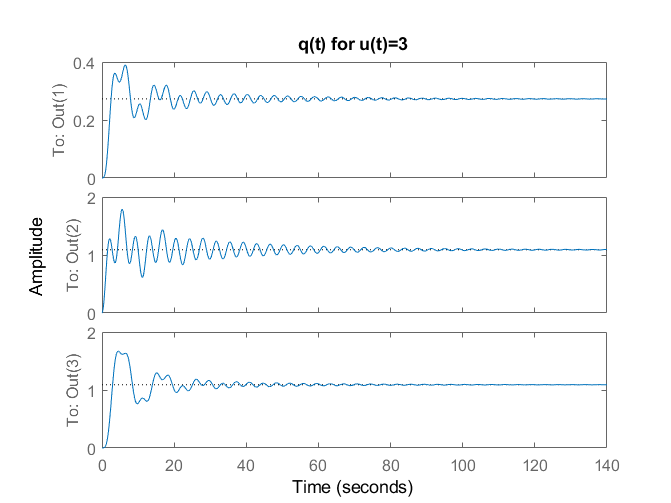 q(t) for u(t)=3
0.4
0.2
0
To: Out(1)
2
1
0
To: Out(2)
Amplitude
2
1
0
To: Out(3)
0 20 40 60 80 100 120 140
Time (seconds)